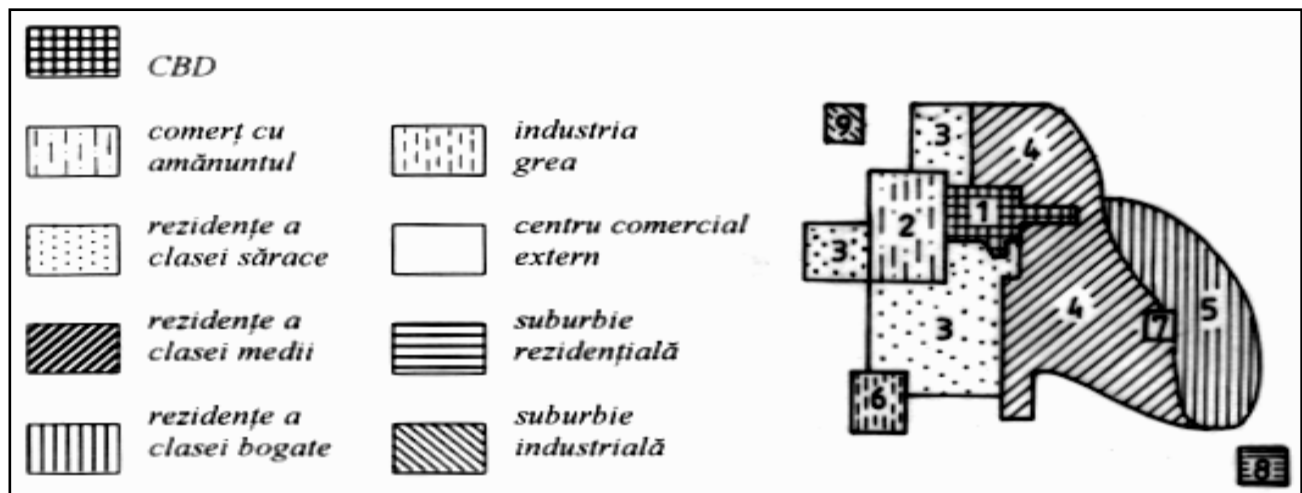 CBD
comerț cu
amănuntul
rezidențe a
clasei sărace
rezidențe a
clasei medii
rezidențe a
clasei bogate
industria
grea
centru comercial
extern
suburbie
rezidențială
suburbie
industrială
9
3
4
1
2
3
5
4
7
3
6
8